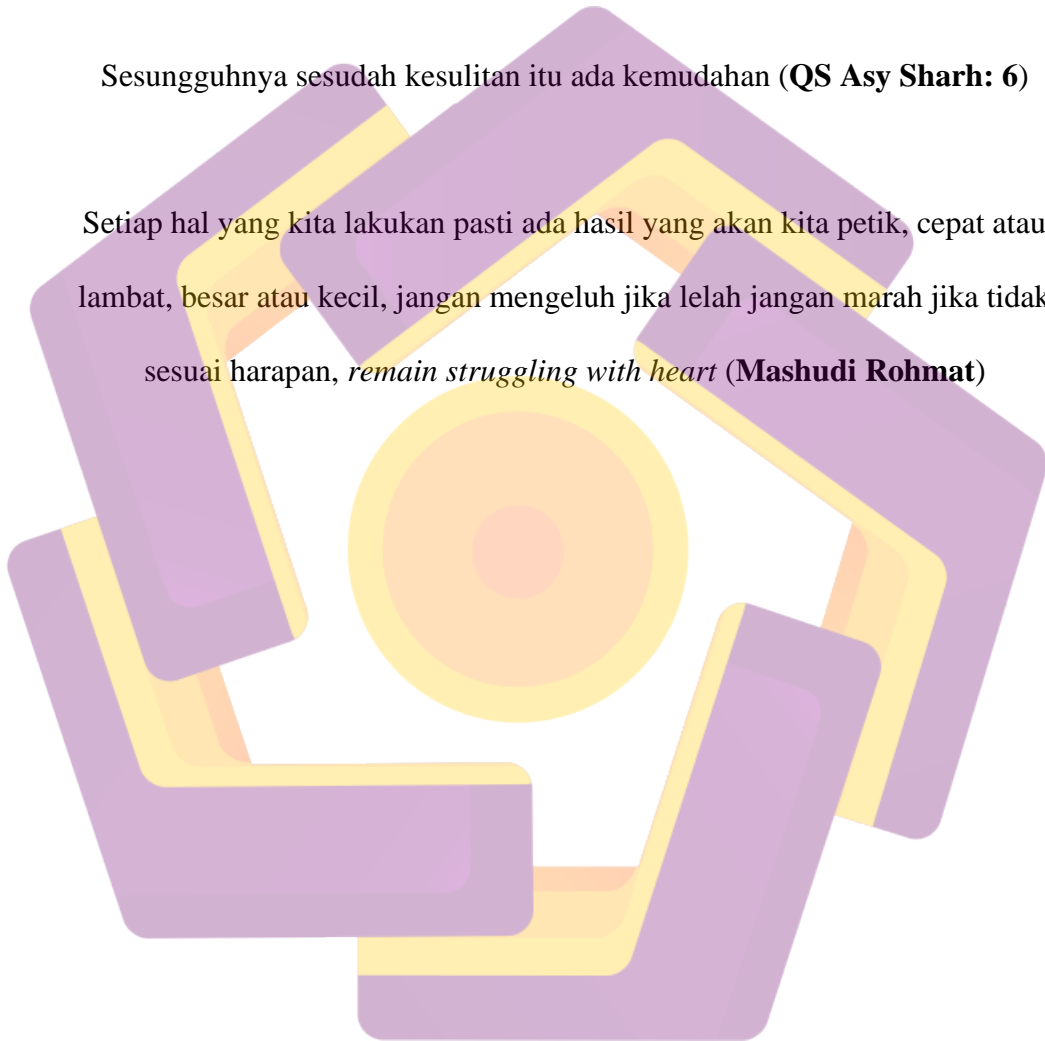 Sesungguhnya sesudah kesulitan itu ada kemudahan (QS Asy Sharh: 6)
Setiap hal yang kita lakukan pasti ada hasil yang akan kita petik, cepat atau
lambat, besar atau kecil, jangan mengeluh jika lelah jangan marah jika tidak
sesuai harapan, remain struggling with heart (Mashudi Rohmat)